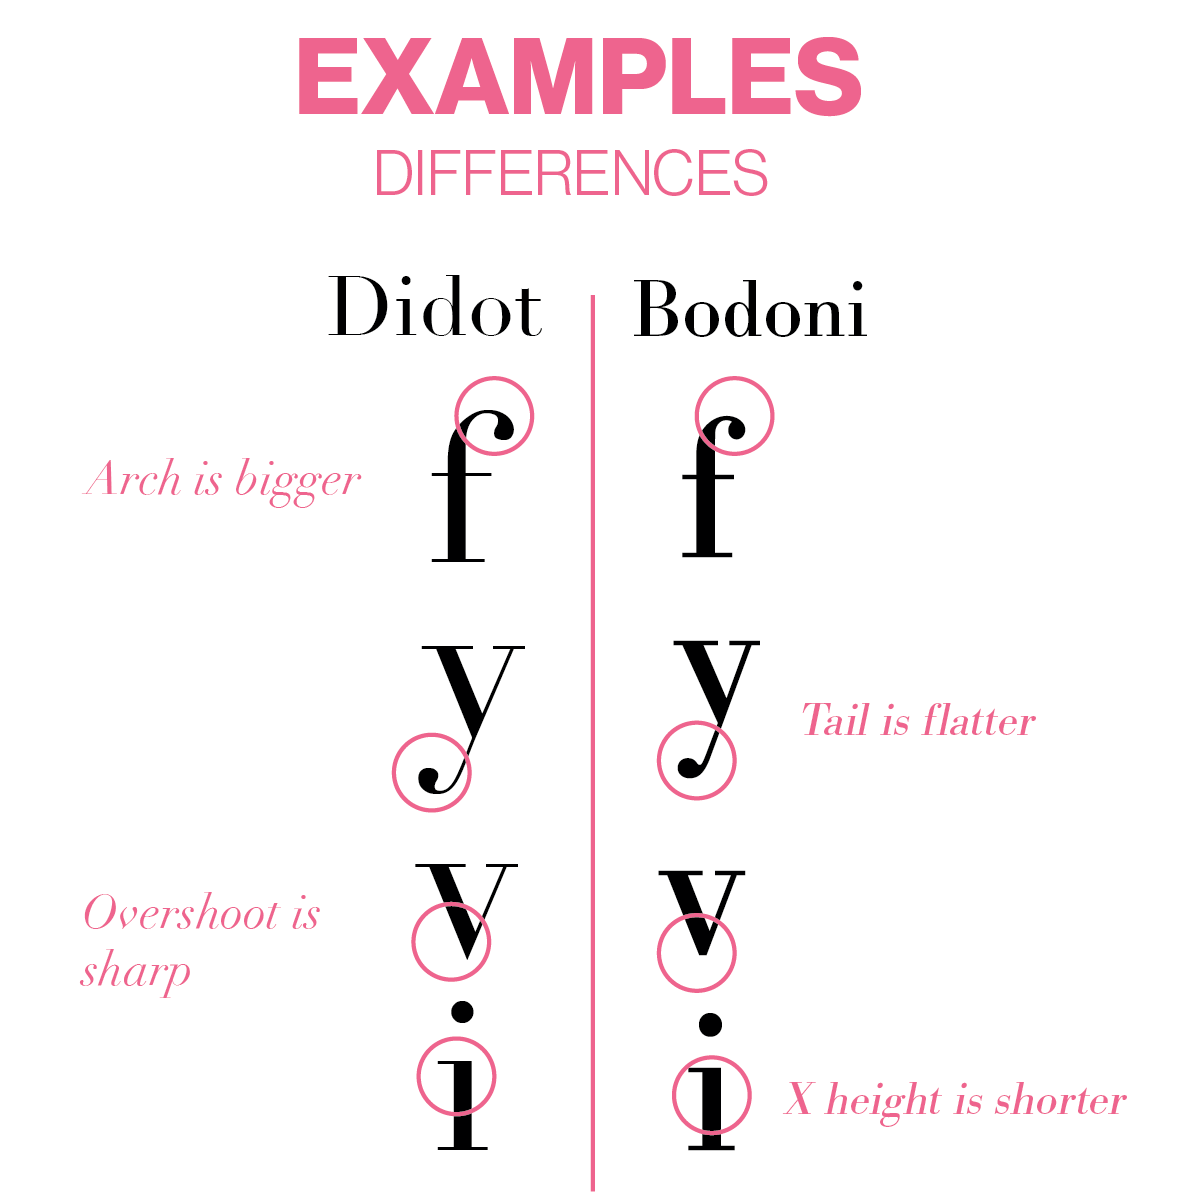 EXAMPLES
DIFFERENCES
Didot
Bodoni
f
f
Arch is bigger
y
y
Tail is flatter
v
v
Overshoot is
sharp
i
i
X height is shorter